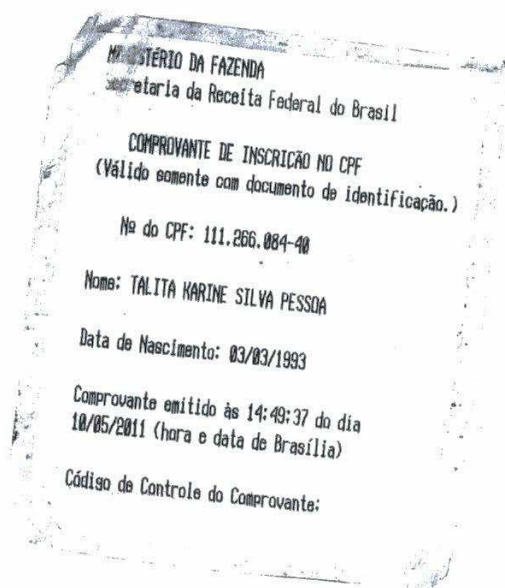 MINISTÉRIO DA FAZENDA
Secretaria da Receita Federal do Brasil
COMPROVANTE DE INSCRIÇÃO NO CPF
(Válido somente com documento de identificação.)
Nº do CPF: 111.266.084-40
Nome: TALITA KARINE SILVA PESSOA
Data de Nascimento: 03/03/1993
Comprovante emitido às 14:49:37 do dia
10/05/2011 (hora e data de Brasília)
Código de Controle do Comprovante: